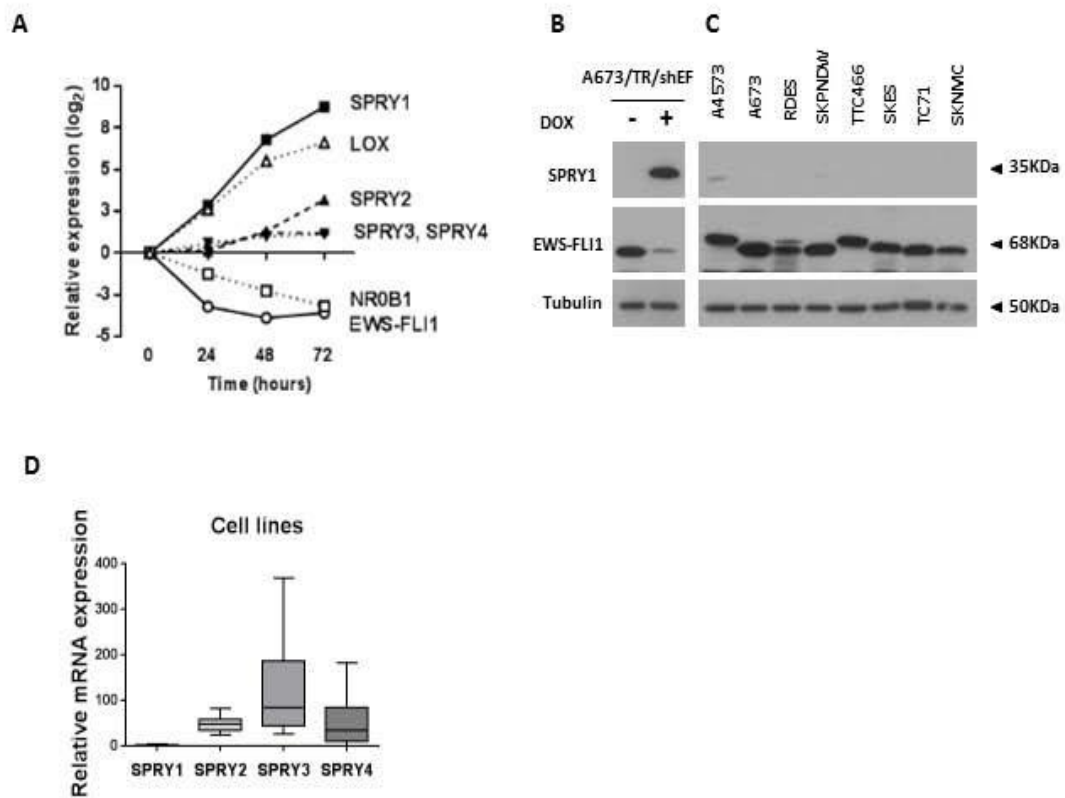 A
Relative expression (log2)
10
8
5
3
0
-3
-5
0
24
48
72
Time (hours)
SPRY1
LOX
SPRY2
SPRY3, SPRY4
NR0B1
EWS-FLI1
B
A673/TR/shEF
DOX
-
+
SPRY1
EWS-FLI1
Tubulin
C
A4573
A673
RDES
SKPNDW
TTC466
SKES
TC71
SKNMC
35KDa
68KDa
50KDa
D
Cell lines
Relative mRNA expression
400
300
200
100
0
SPRY1
SPRY2
SPRY3
SPRY4